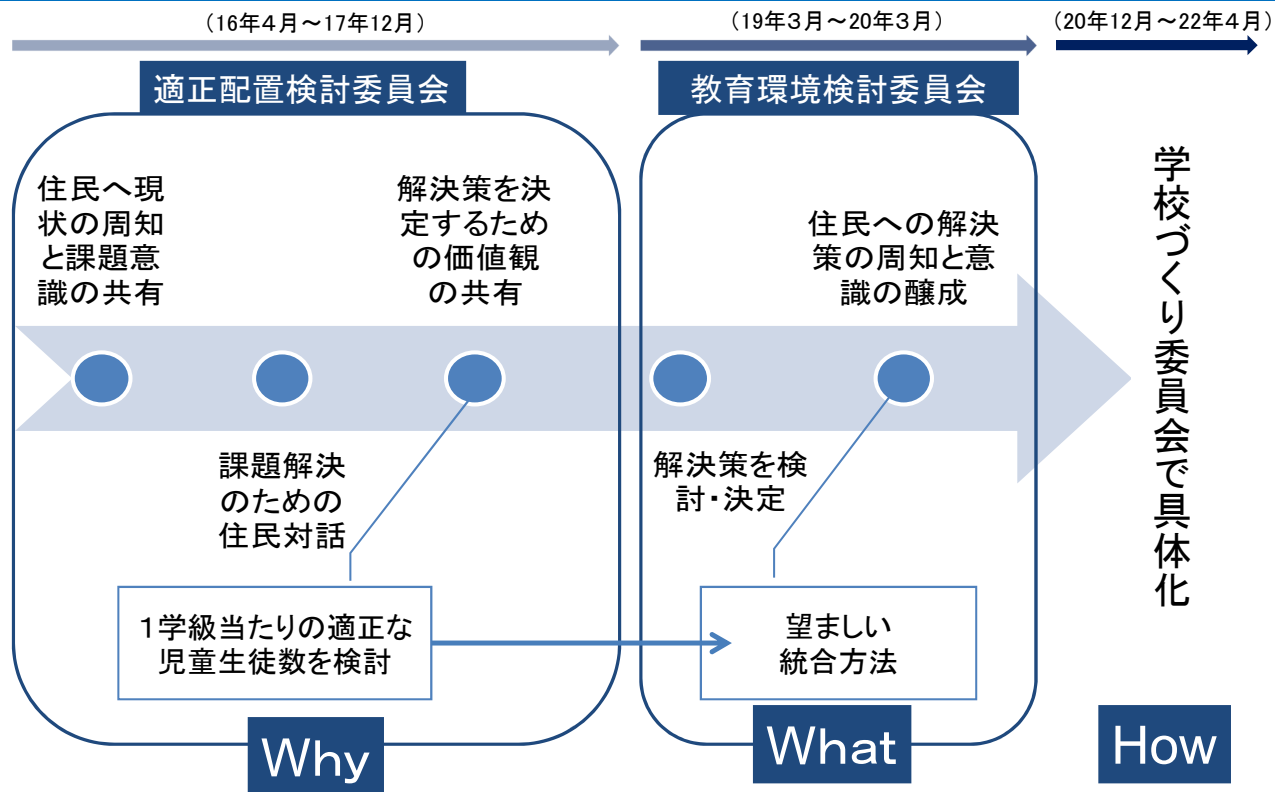 （16年４月～17年12月）
（19年３月～20年３月）
（20年12月～22年４月）
適正配置検討委員会
教育環境検討委員会
住民へ現
状の周知
と課題意
識の共有
解決策を決
定するため
の価値観
の共有
住民への解決
策の周知と意
識の醸成
学校づくり委員会で具体化
課題解決
のための
住民対話
解決策を検
討・決定
１学級当たりの適正な
児童生徒数を検討
望ましい
統合方法
Ｗｈｙ
Ｗｈａｔ
Ｈｏｗ